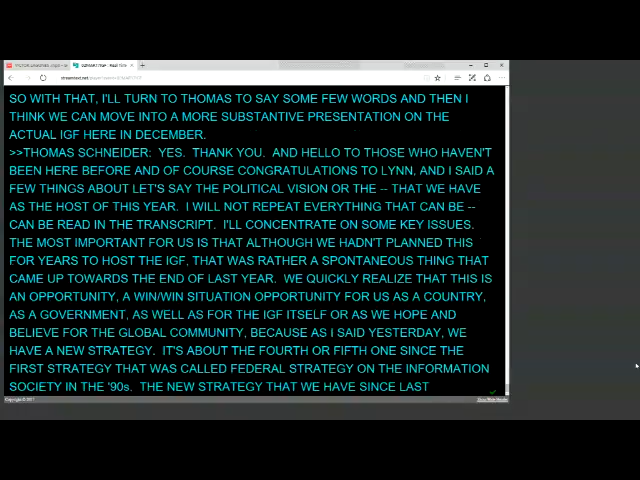 SO WITH THAT, I'LL TURN TO THOMAS TO SAY SOME FEW WORDS AND THEN I
THINK WE CAN MOVE INTO A MORE SUBSTANTIVE PRESENTATION ON THE
ACTUAL IGF HERE IN DECEMBER.
>>THOMAS SCHNEIDER:  YES.  THANK YOU.  AND HELLO TO THOSE WHO HAVEN'T
BEEN HERE BEFORE AND OF COURSE CONGRATULATIONS TO LYNN, AND I SAID A
FEW THINGS ABOUT LET'S SAY THE POLITICAL VISION OR THE -- THAT WE HAVE
AS THE HOST OF THIS YEAR.  I WILL NOT REPEAT EVERYTHING THAT CAN BE --
CAN BE READ IN THE TRANSCRIPT.  I'LL CONCENTRATE ON SOME KEY ISSUES.
THE MOST IMPORTANT FOR US IS THAT ALTHOUGH WE HADN'T PLANNED THIS
FOR YEARS TO HOST THE IGF, THAT WAS RATHER A SPONTANEOUS THING THAT
CAME UP TOWARDS THE END OF LAST YEAR.  WE QUICKLY REALIZE THAT THIS IS
AN OPPORTUNITY, A WIN/WIN SITUATION OPPORTUNITY FOR US AS A COUNTRY,
AS A GOVERNMENT, AS WELL AS FOR THE IGF ITSELF OR AS WE HOPE AND
BELIEVE FOR THE GLOBAL COMMUNITY, BECAUSE AS I SAID YESTERDAY, WE
HAVE A NEW STRATEGY.  IT'S ABOUT THE FOURTH OR FIFTH ONE SINCE THE
FIRST STRATEGY THAT WAS CALLED FEDERAL STRATEGY ON THE INFORMATION
SOCIETY IN THE '90s.  THE NEW STRATEGY THAT WE HAVE SINCE LAST